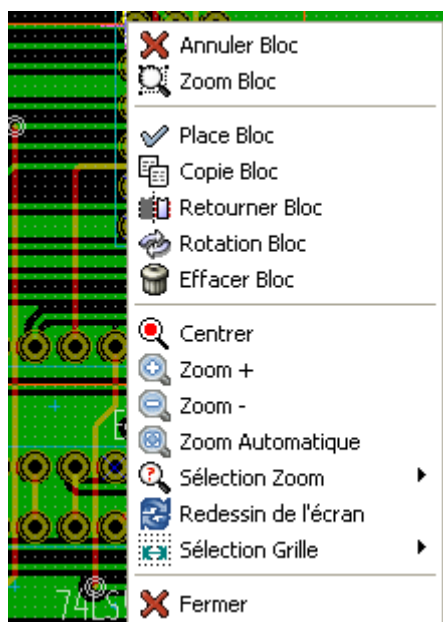 Annuler Bloc
Zoom Bloc
Place Bloc
Copie Bloc
Retourner Bloc
Rotation Bloc
Effacer Bloc
Centrer
Zoom +
Zoom -
Zoom Automatique
Sélection Zoom
Redessin de l'écran
Sélection Grille
Fermer
74LS